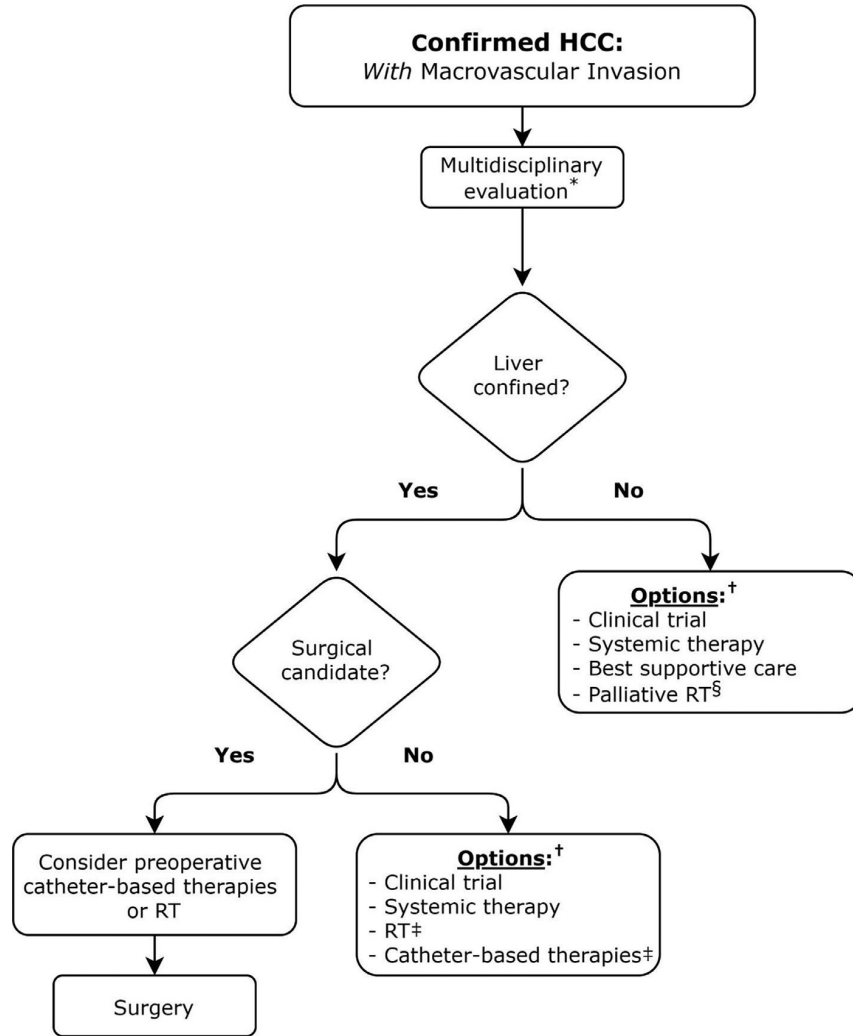 Confirmed HCC:
With Macrovascular Invasion
Multidisciplinary
evaluation*
Liver
confined?
Yes
No
Surgical
candidate?
Options:†
- Clinical trial
- Systemic therapy
- Best supportive care
- Palliative RT§
Yes
No
Consider preoperative
catheter-based therapies
or RT
Options:†
- Clinical trial
- Systemic therapy
- RT‡
- Catheter-based therapies‡
Surgery